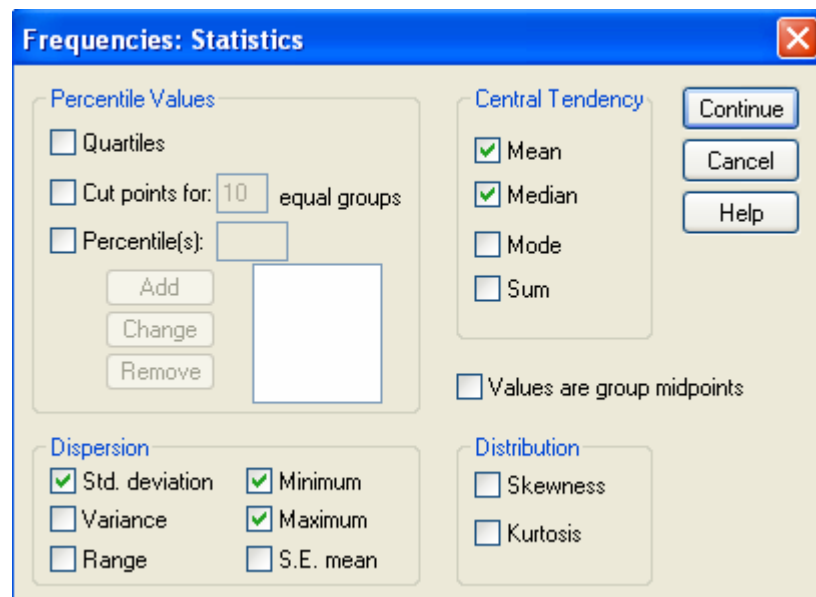 Frequencies: Statistics
Percentile Values
Quartiles
Cut points for: 10 equal groups
Percentile(s):
Add
Change
Remove
Central Tendency
Mean
Median
Mode
Sum
Continue
Cancel
Help
Values are group midpoints
Dispersion
Std. deviation
Minimum
Variance
Maximum
Range
S.E. mean
Distribution
Skewness
Kurtosis